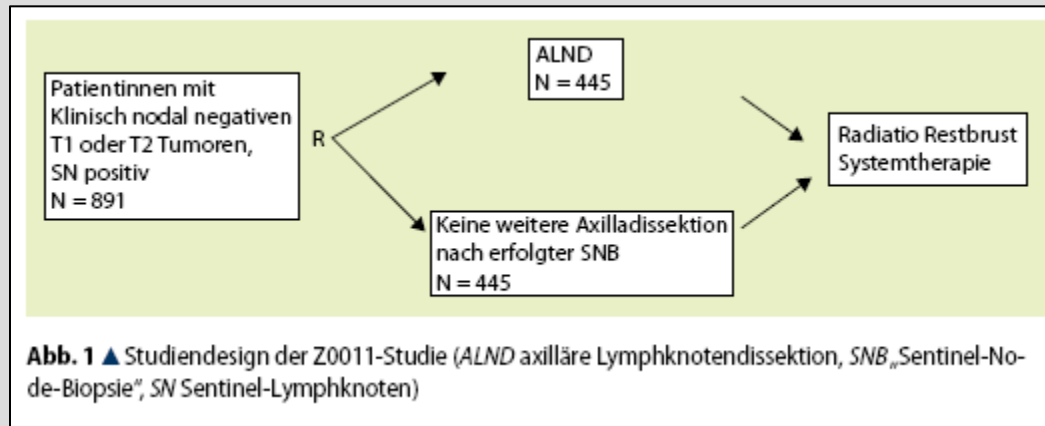 Patientinnen mit
Klinisch nodal negativen
T1 oder T2 Tumoren,
SN positiv
N = 891
R
ALND
N = 445
Keine weitere Axilladissektion
nach erfolgter SNB
N = 445
Radiatio Restbrust
Systemtherapie
Abb. 1 ▲ Studiendesign der Z0011-Studie (ALND axilläre Lymphknotendissektion, SNB „Sentinel-No-
de-Biopsie“, SN Sentinel-Lymphknoten)